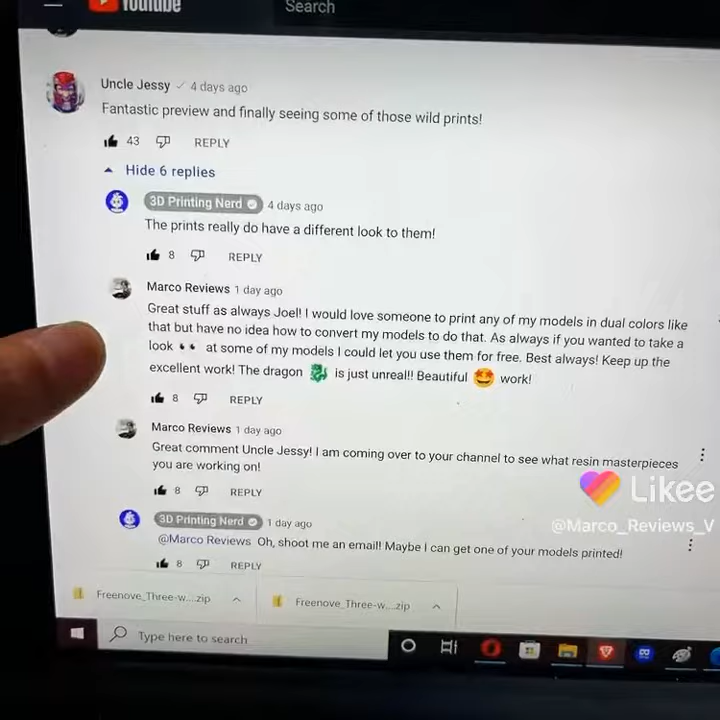 YouTube
Search
Uncle Jessy 4 days ago
Fantastic preview and finally seeing some of those wild prints!
43 REPLY
Hide 6 replies
3D Printing Nerd 4 days ago
The prints really do have a different look to them!
8 REPLY
Marco Reviews 1 day ago
Great stuff as always Joel! I would love someone to print any of my models in dual colors like
that but have no idea how to convert my models to do that. As always if you wanted to take a
look 👀 at some of my models I could let you use them for free. Best always! Keep up the
excellent work! The dragon 🐉 is just unreal!! Beautiful 🤩 work!
8 REPLY
Marco Reviews 1 day ago
Great comment Uncle Jessy! I am coming over to your channel to see what resin masterpieces
you are working on!
8 REPLY
Likee
@Marco_Reviews_V
3D Printing Nerd 1 day ago
@Marco Reviews Oh, shoot me an email! Maybe I can get one of your models printed!
8 REPLY
Freenove_Three-w....zip
Freenove_Three-w....zip
Type here to search